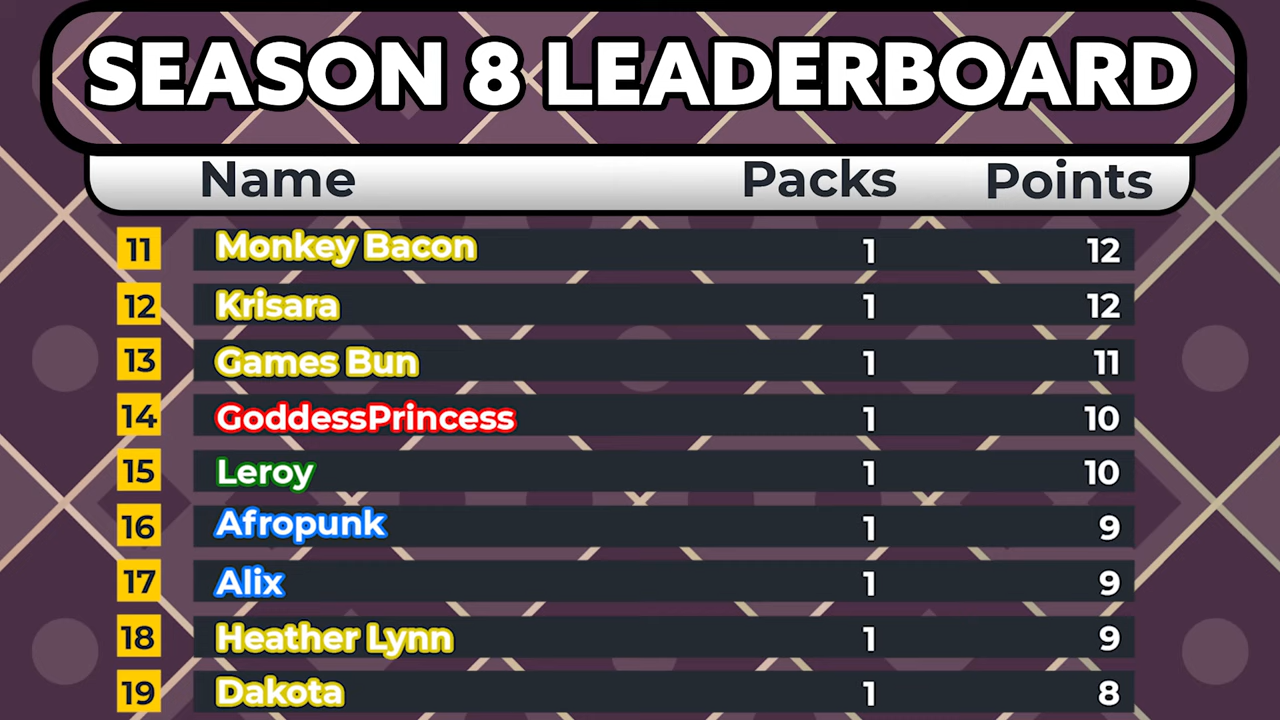 SEASON 8 LEADERBOARD
Name Packs Points
11 Monkey Bacon 1 12
12 Krisara 1 12
13 Games Bun 1 11
14 GoddessPrincess 1 10
15 Leroy 1 10
16 Afropunk 1 9
17 Alix 1 9
18 Heather Lynn 1 9
19 Dakota 1 8